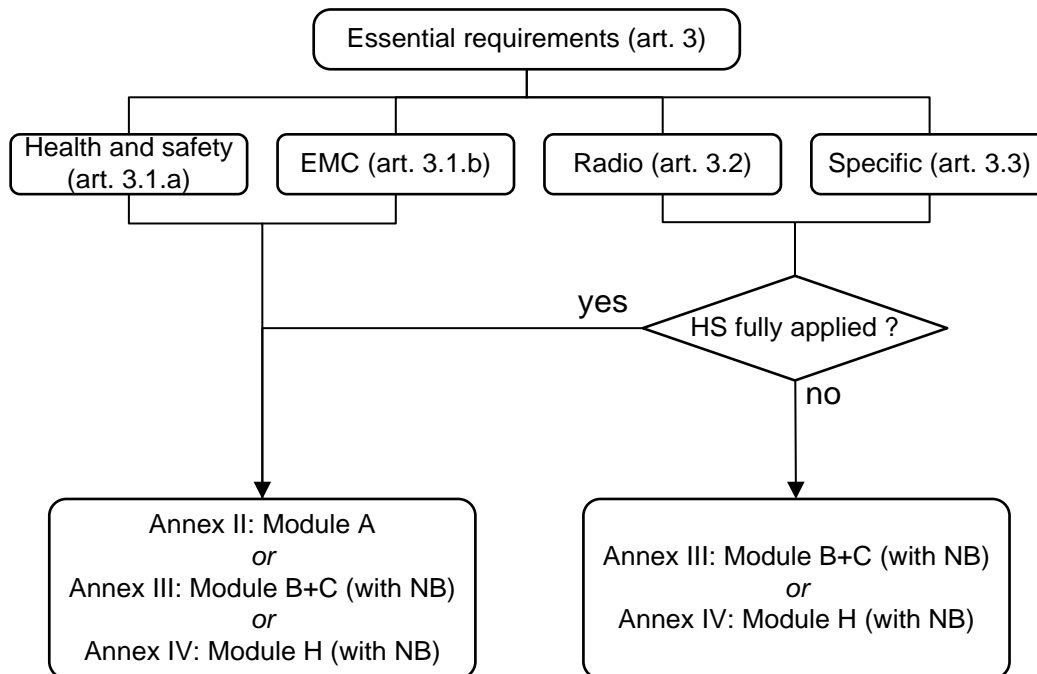 Essential requirements (art. 3)
Health and safety
(art. 3.1.a)
EMC (art. 3.1.b)
Radio (art. 3.2)
Specific (art. 3.3)
yes
HS fully applied ?
no
Annex II: Module A
or
Annex III: Module B+C (with NB)
or
Annex IV: Module H (with NB)
Annex III: Module B+C (with NB)
or
Annex IV: Module H (with NB)